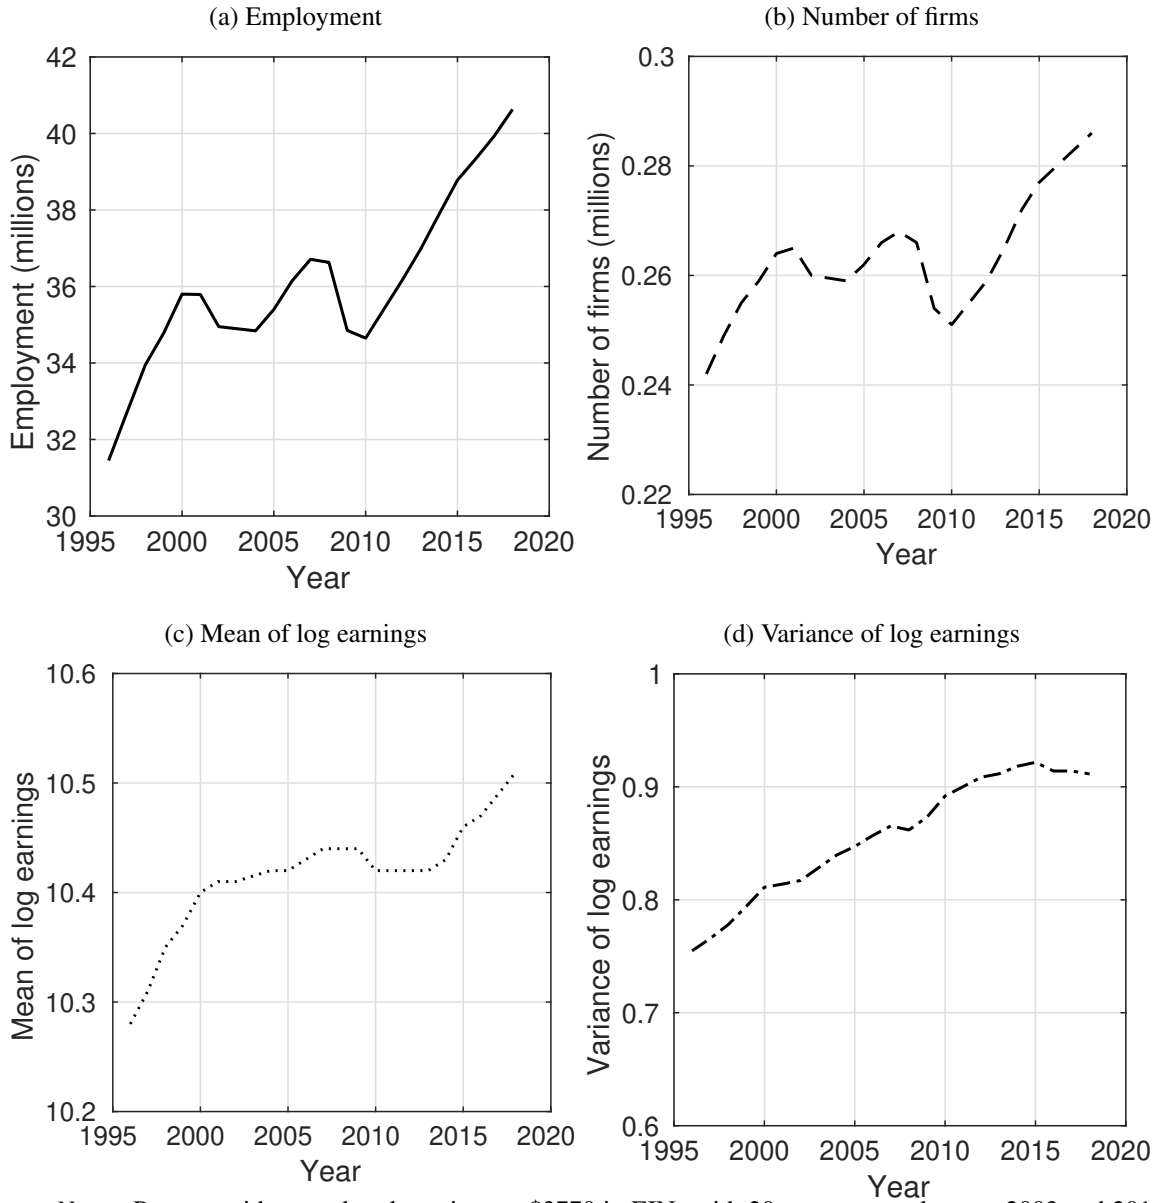 (a) Employment
42
40
38
36
34
32
30
1995 2000 2005 2010 2015 2020
Employment (millions)
Year
(b) Number of firms
0.3
0.28
0.26
0.24
0.22
1995 2000 2005 2010 2015 2020
Number of firms (millions)
Year
(c) Mean of log earnings
10.6
10.5
10.4
10.3
10.2
1995 2000 2005 2010 2015 2020
Mean of log earnings
Year
(d) Variance of log earnings
1
0.9
0.8
0.7
0.6
1995 2000 2005 2010 2015 2020
Variance of log earnings
Year